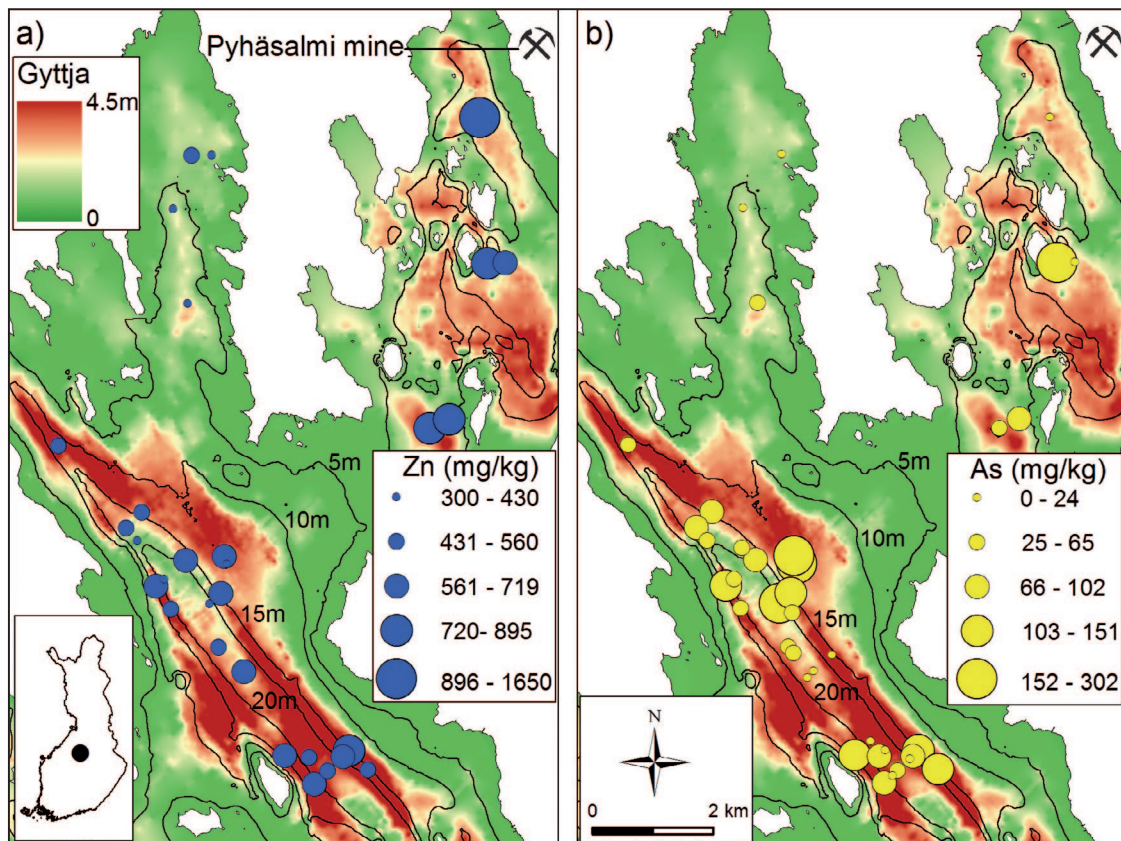 a)
Pyhäsalmi mine
Gyttja
4.5m
0
5m
10m
15m
20m
Zn (mg/kg)
300 - 430
431 - 560
561 - 719
720- 895
896 - 1650
b)
5m
10m
15m
20m
As (mg/kg)
0 - 24
25 - 65
66 - 102
103 - 151
152 - 302
N
0 2 km